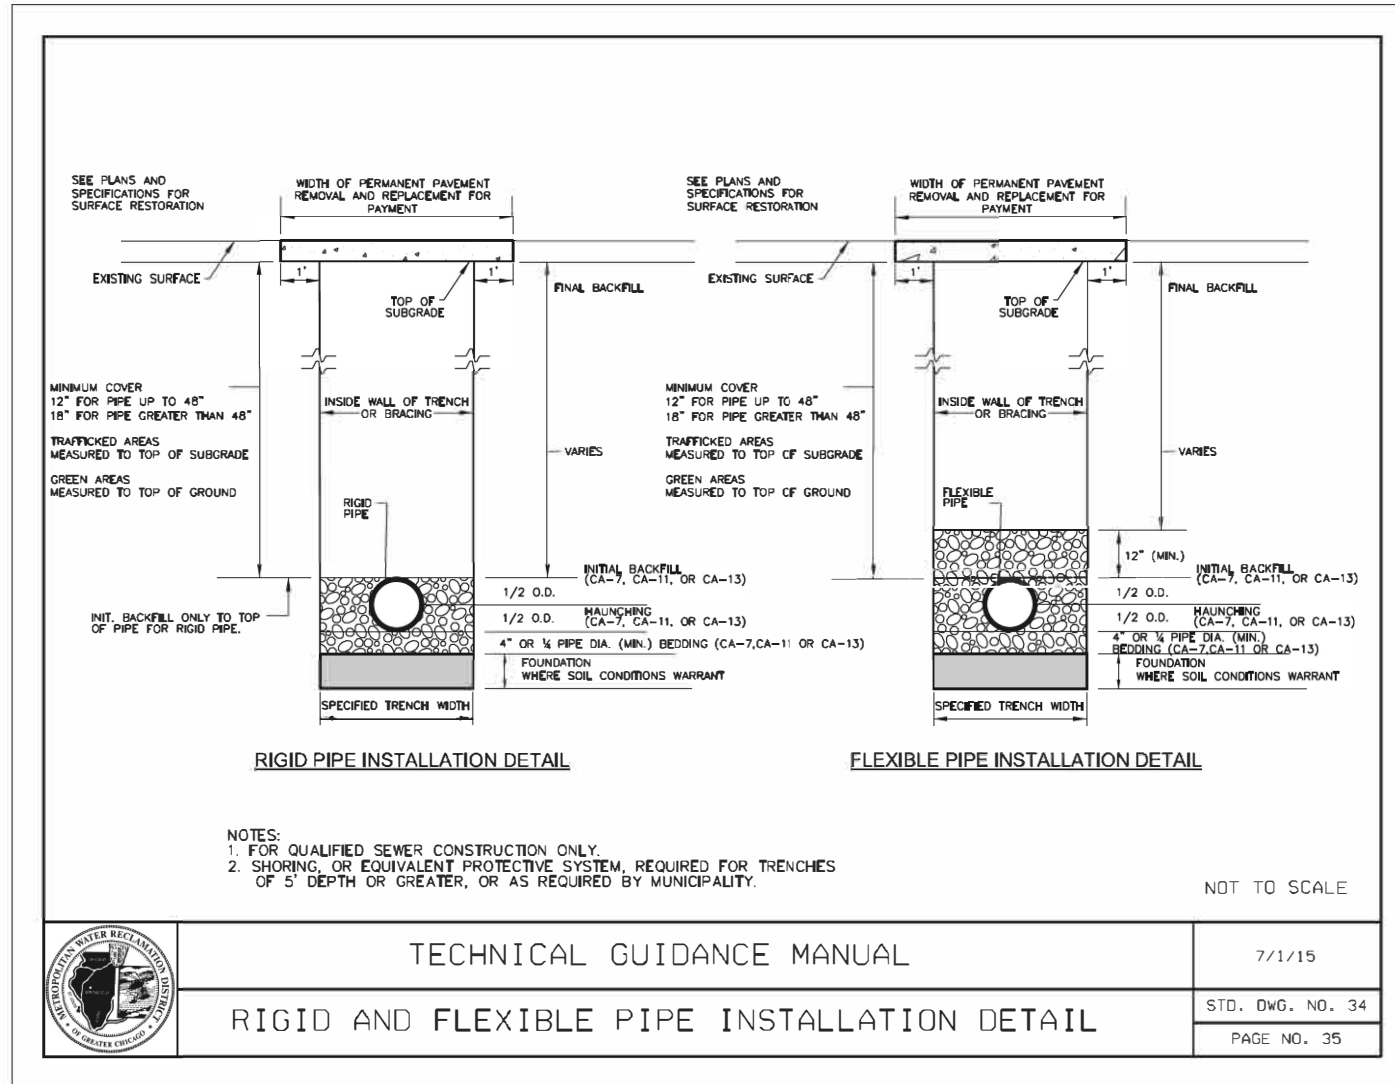 SEE PLANS AND
SPECIFICATIONS FOR
SURFACE RESTORATION
WIDTH OF PERMANENT PAVEMENT
REMOVAL AND REPLACEMENT FOR
PAYMENT
EXISTING SURFACE
1'
1'
TOP OF
SUBGRADE
FINAL BACKFILL
MINIMUM COVER
12" FOR PIPE UP TO 48"
18" FOR PIPE GREATER THAN 48"
TRAFFICKED AREAS
MEASURED TO TOP OF SUBGRADE
GREEN AREAS
MEASURED TO TOP OF GROUND
INSIDE WALL OF TRENCH
OR BRACING
VARIES
RIGID
PIPE
INIT. BACKFILL ONLY TO TOP
OF PIPE FOR RIGID PIPE.
INITIAL BACKFILL
(CA-7, CA-11, OR CA-13)
1/2 O.D.
1/2 O.D.
HAUNCHING
(CA-7, CA-11, OR CA-13)
4" OR ¼ PIPE DIA. (MIN.) BEDDING (CA-7,CA-11 OR CA-13)
FOUNDATION
WHERE SOIL CONDITIONS WARRANT
SPECIFIED TRENCH WIDTH
RIGID PIPE INSTALLATION DETAIL
SEE PLANS AND
SPECIFICATIONS FOR
SURFACE RESTORATION
WIDTH OF PERMANENT PAVEMENT
REMOVAL AND REPLACEMENT FOR
PAYMENT
EXISTING SURFACE
1'
1'
TOP OF
SUBGRADE
FINAL BACKFILL
MINIMUM COVER
12" FOR PIPE UP TO 48"
18" FOR PIPE GREATER THAN 48"
TRAFFICKED AREAS
MEASURED TO TOP OF SUBGRADE
GREEN AREAS
MEASURED TO TOP OF GROUND
INSIDE WALL OF TRENCH
OR BRACING
VARIES
FLEXIBLE
PIPE
12" (MIN.)
INITIAL BACKFILL
(CA-7, CA-11, OR CA-13)
1/2 O.D.
1/2 O.D.
HAUNCHING
(CA-7, CA-11, OR CA-13)
4" OR ¼ PIPE DIA. (MIN.)
BEDDING (CA-7,CA-11 OR CA-13)
FOUNDATION
WHERE SOIL CONDITIONS WARRANT
SPECIFIED TRENCH WIDTH
FLEXIBLE PIPE INSTALLATION DETAIL
NOTES:
1. FOR QUALIFIED SEWER CONSTRUCTION ONLY.
2. SHORING, OR EQUIVALENT PROTECTIVE SYSTEM, REQUIRED FOR TRENCHES
OF 5' DEPTH OR GREATER, OR AS REQUIRED BY MUNICIPALITY.
NOT TO SCALE
METROPOLITAN WATER RECLAMATION DISTRICT
OF GREATER CHICAGO
TECHNICAL GUIDANCE MANUAL
7/1/15
RIGID AND FLEXIBLE PIPE INSTALLATION DETAIL
STD. DWG. NO. 34
PAGE NO. 35